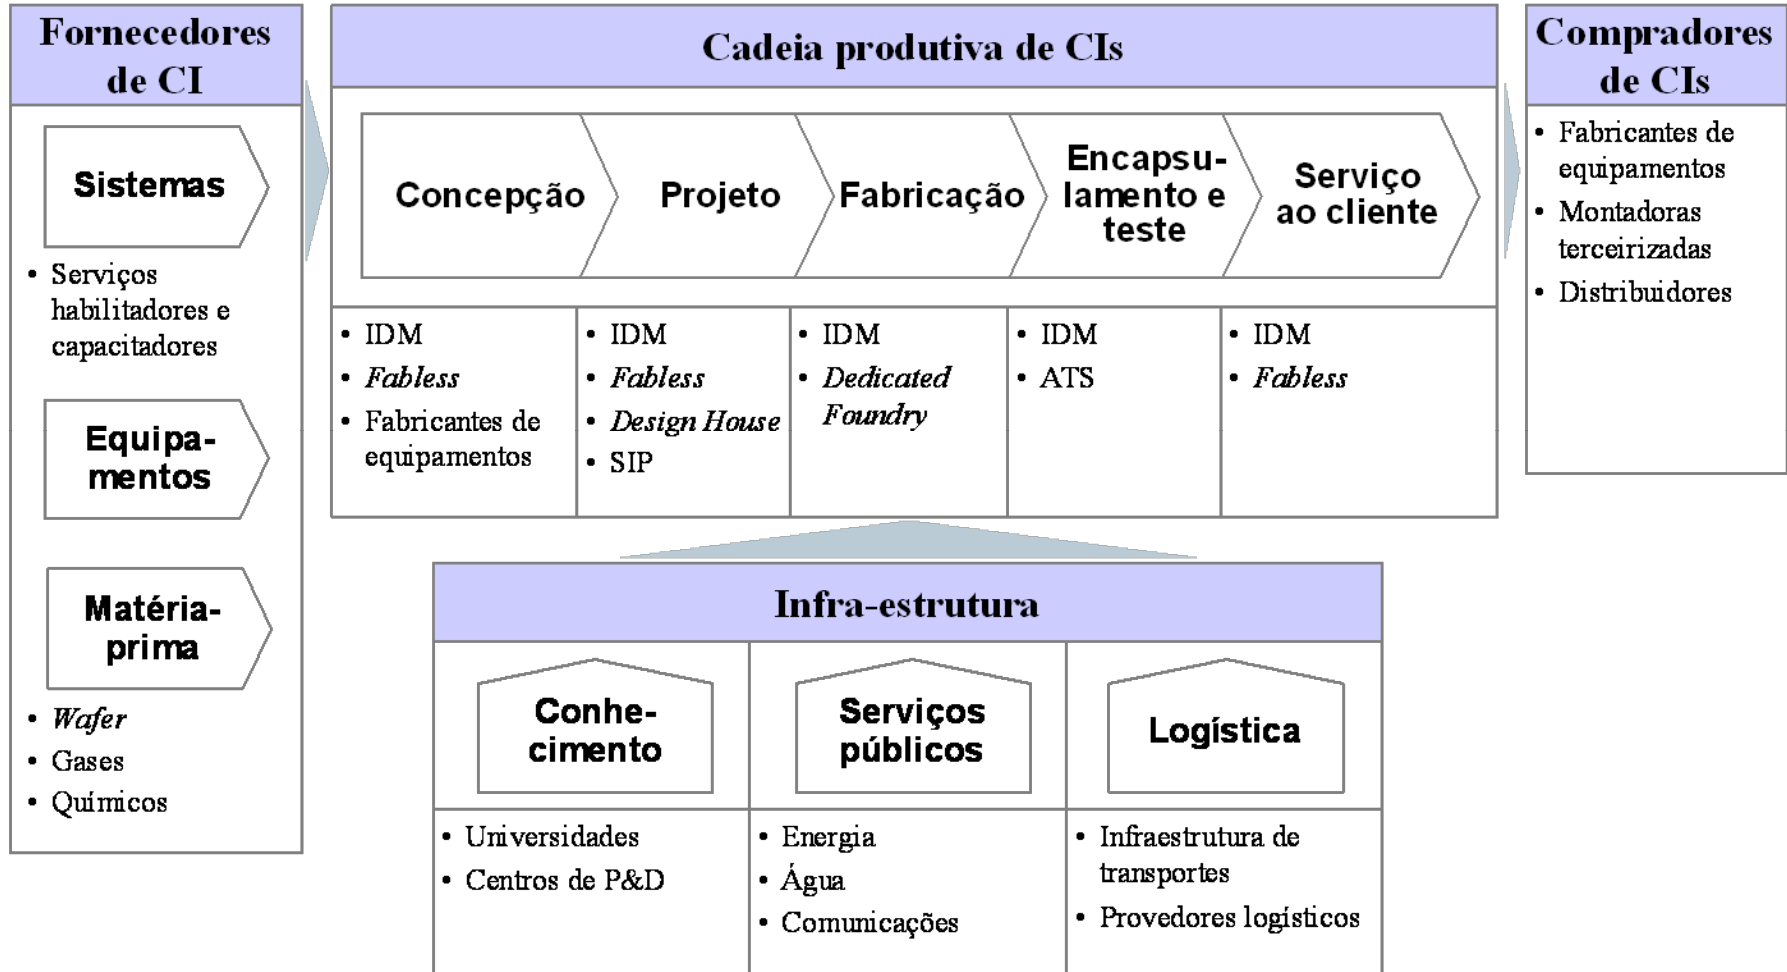 Fornecedores
de CI
Sistemas
• Serviços
habilitadores e
capacitadores
Equipa-
mentos
Matéria-
prima
• Wafer
• Gases
• Químicos
Cadeia produtiva de CIs
Concepção
Projeto
Fabricação
Encapsu-
lamento e
teste
Serviço
ao cliente
• IDM
• Fabless
• Fabricantes de
equipamentos
• IDM
• Fabless
• Design House
• SIP
• IDM
• Dedicated
Foundry
• IDM
• ATS
• IDM
• Fabless
Compradores
de CIs
• Fabricantes de
equipamentos
• Montadoras
terceirizadas
• Distribuidores
Infra-estrutura
Conhe-
cimento
• Universidades
• Centros de P&D
Serviços
públicos
• Energia
• Água
• Comunicações
Logística
• Infraestrutura de
transportes
• Provedores logísticos